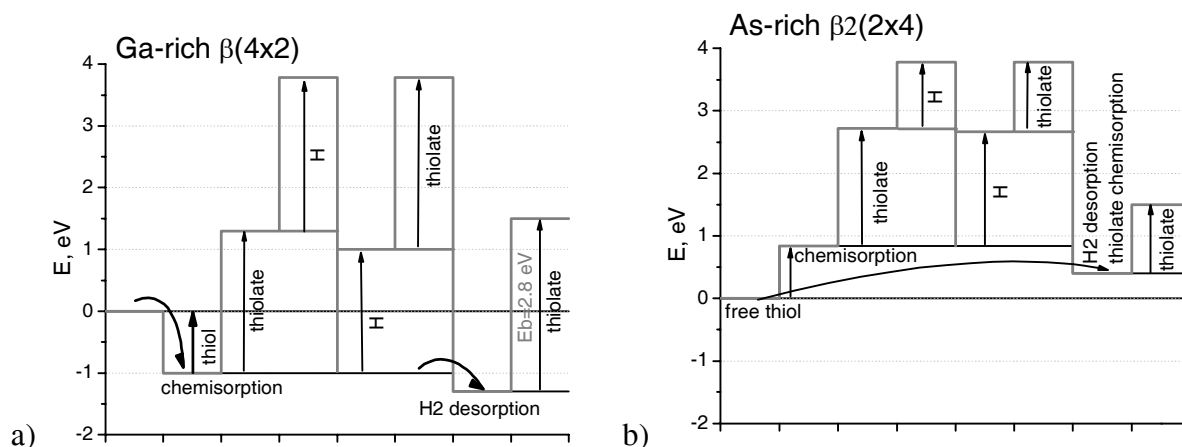 Ga-rich β(4x2)
E, eV
4
3
2
1
0
-1
-2
thiol
chemisorption
thiolate
H
H
thiolate
H2 desorption
Eb=2.8 eV
thiolate
a)
As-rich β2(2x4)
E, eV
4
3
2
1
0
-1
-2
free thiol
chemisorption
thiolate
H
H
thiolate
H2 desorption
thiolate chemisorption
thiolate
b)